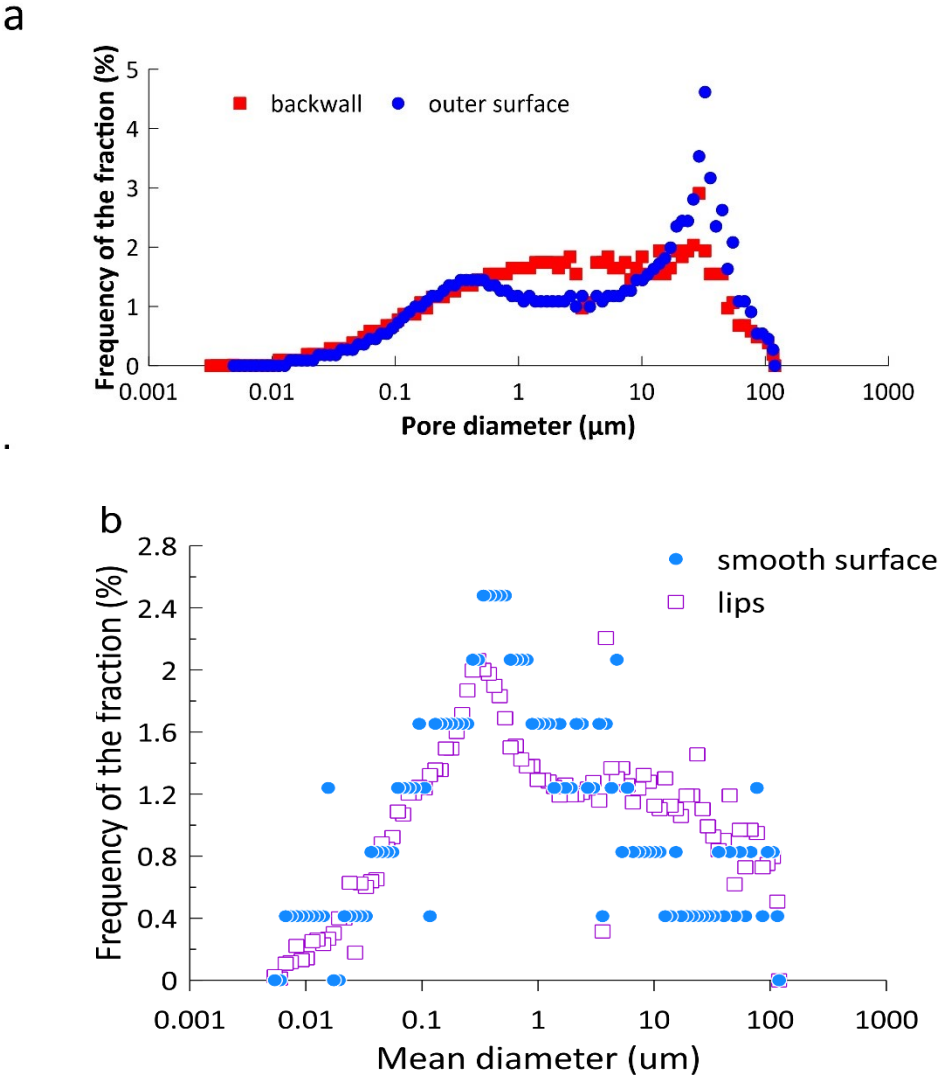 a
Frequency of the fraction (%)
5
4
3
2
1
0
backwall
outer surface
0.001 0.01 0.1 1 10 100 1000
Pore diameter (µm)
.
b
Frequency of the fraction (%)
2.8
2.4
2
1.6
1.2
0.8
0.4
0
smooth surface
lips
0.001 0.01 0.1 1 10 100 1000
Mean diameter (um)